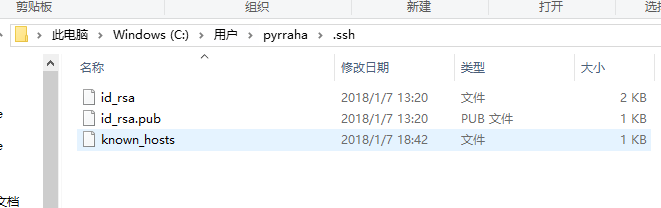 剪贴板 组织 新建 打开
此电脑 Windows (C:) 用户 pyrraha .ssh
名称 修改日期 类型 大小
id_rsa 2018/1/7 13:20 文件 2 KB
id_rsa.pub 2018/1/7 13:20 PUB 文件 1 KB
known_hosts 2018/1/7 18:42 文件 1 KB
文档